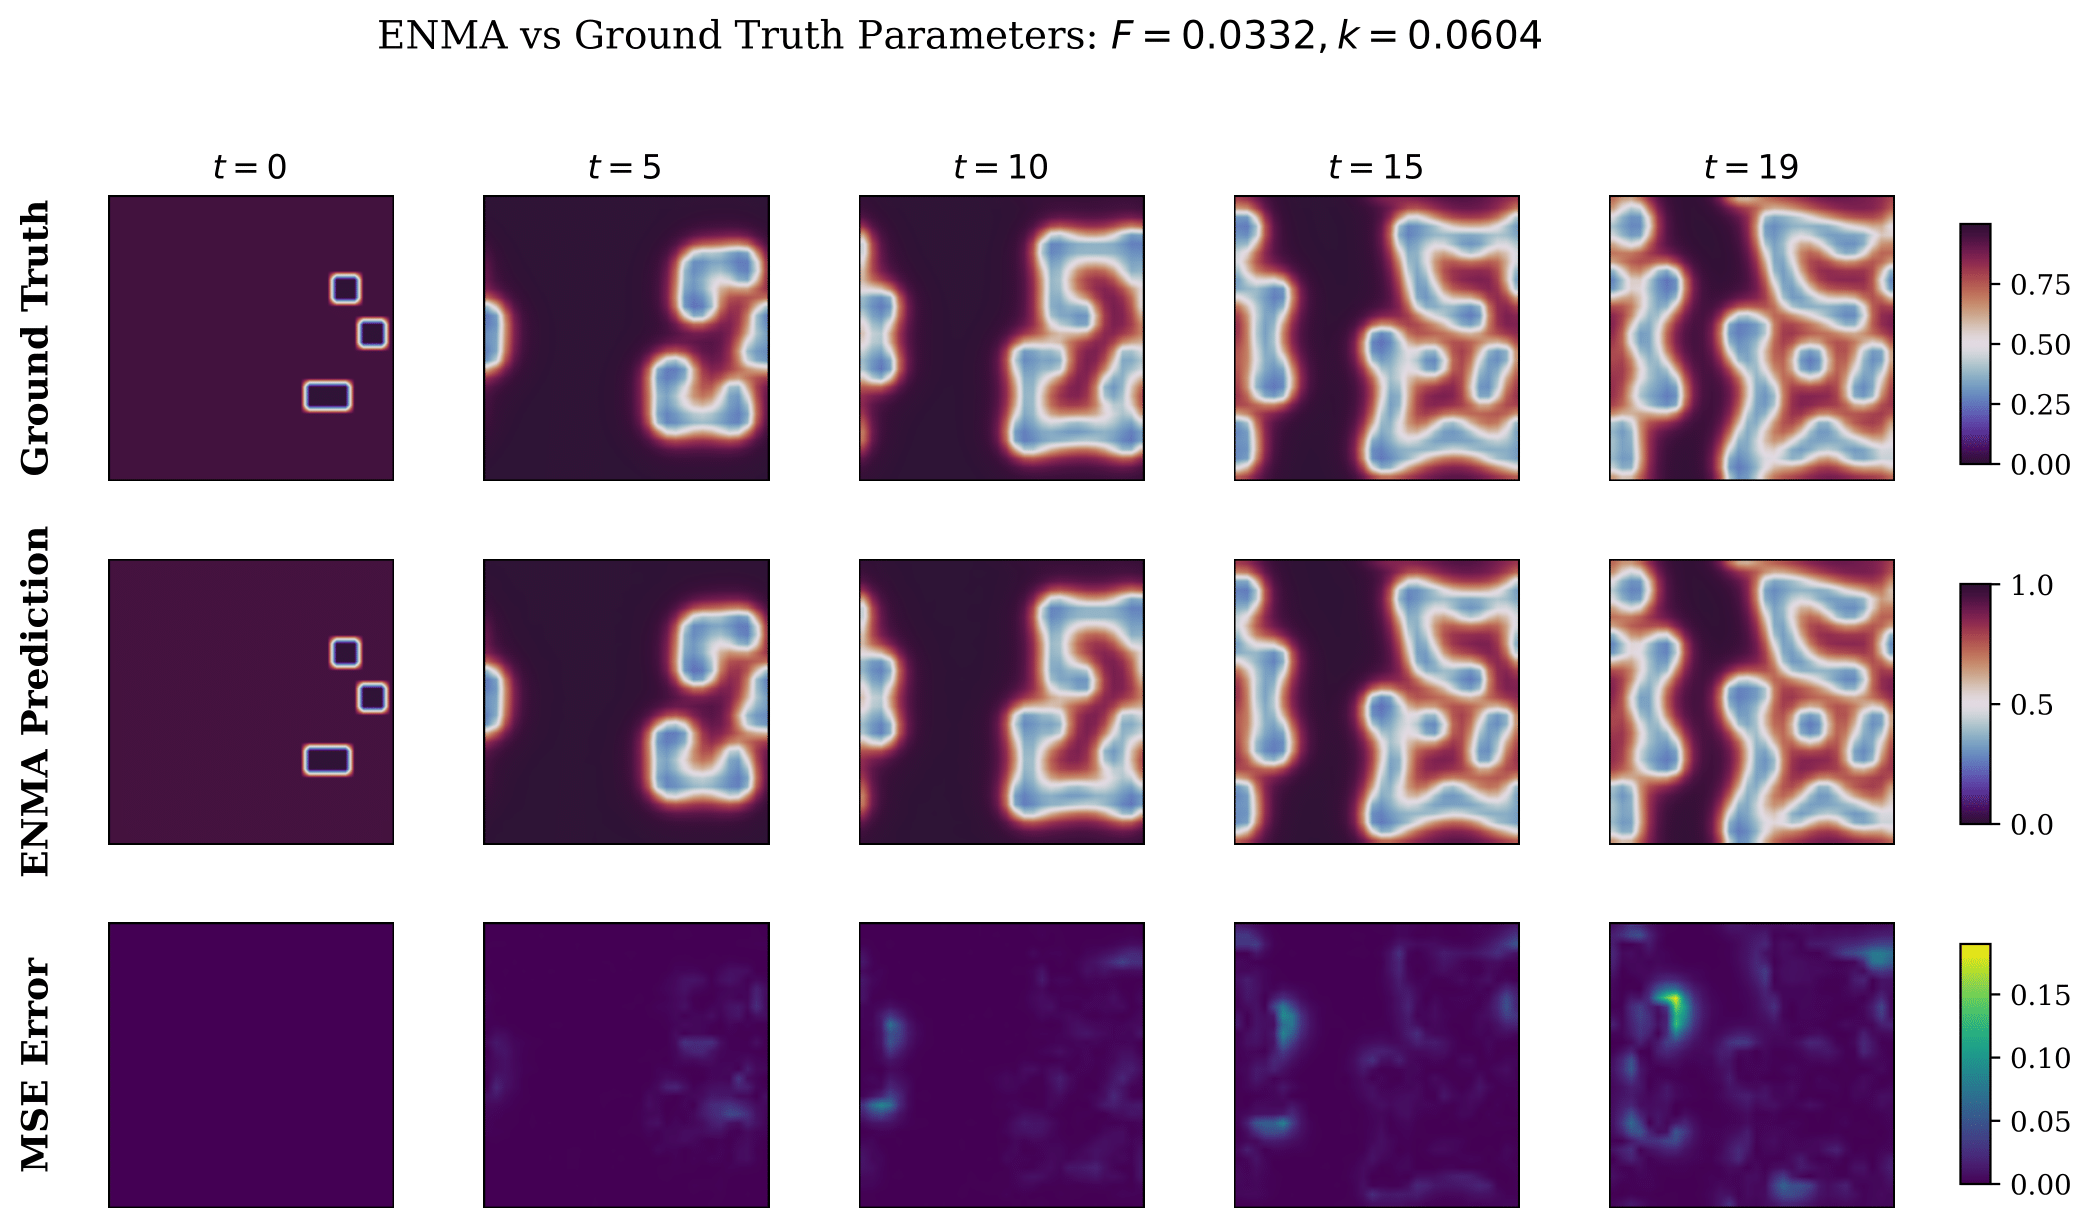 ENMA vs Ground Truth Parameters: F = 0.0332, k = 0.0604
t = 0
t = 5
t = 10
t = 15
t = 19
Ground Truth
0.75
0.50
0.25
0.00
ENMA Prediction
1.0
0.5
0.0
MSE Error
0.15
0.10
0.05
0.00